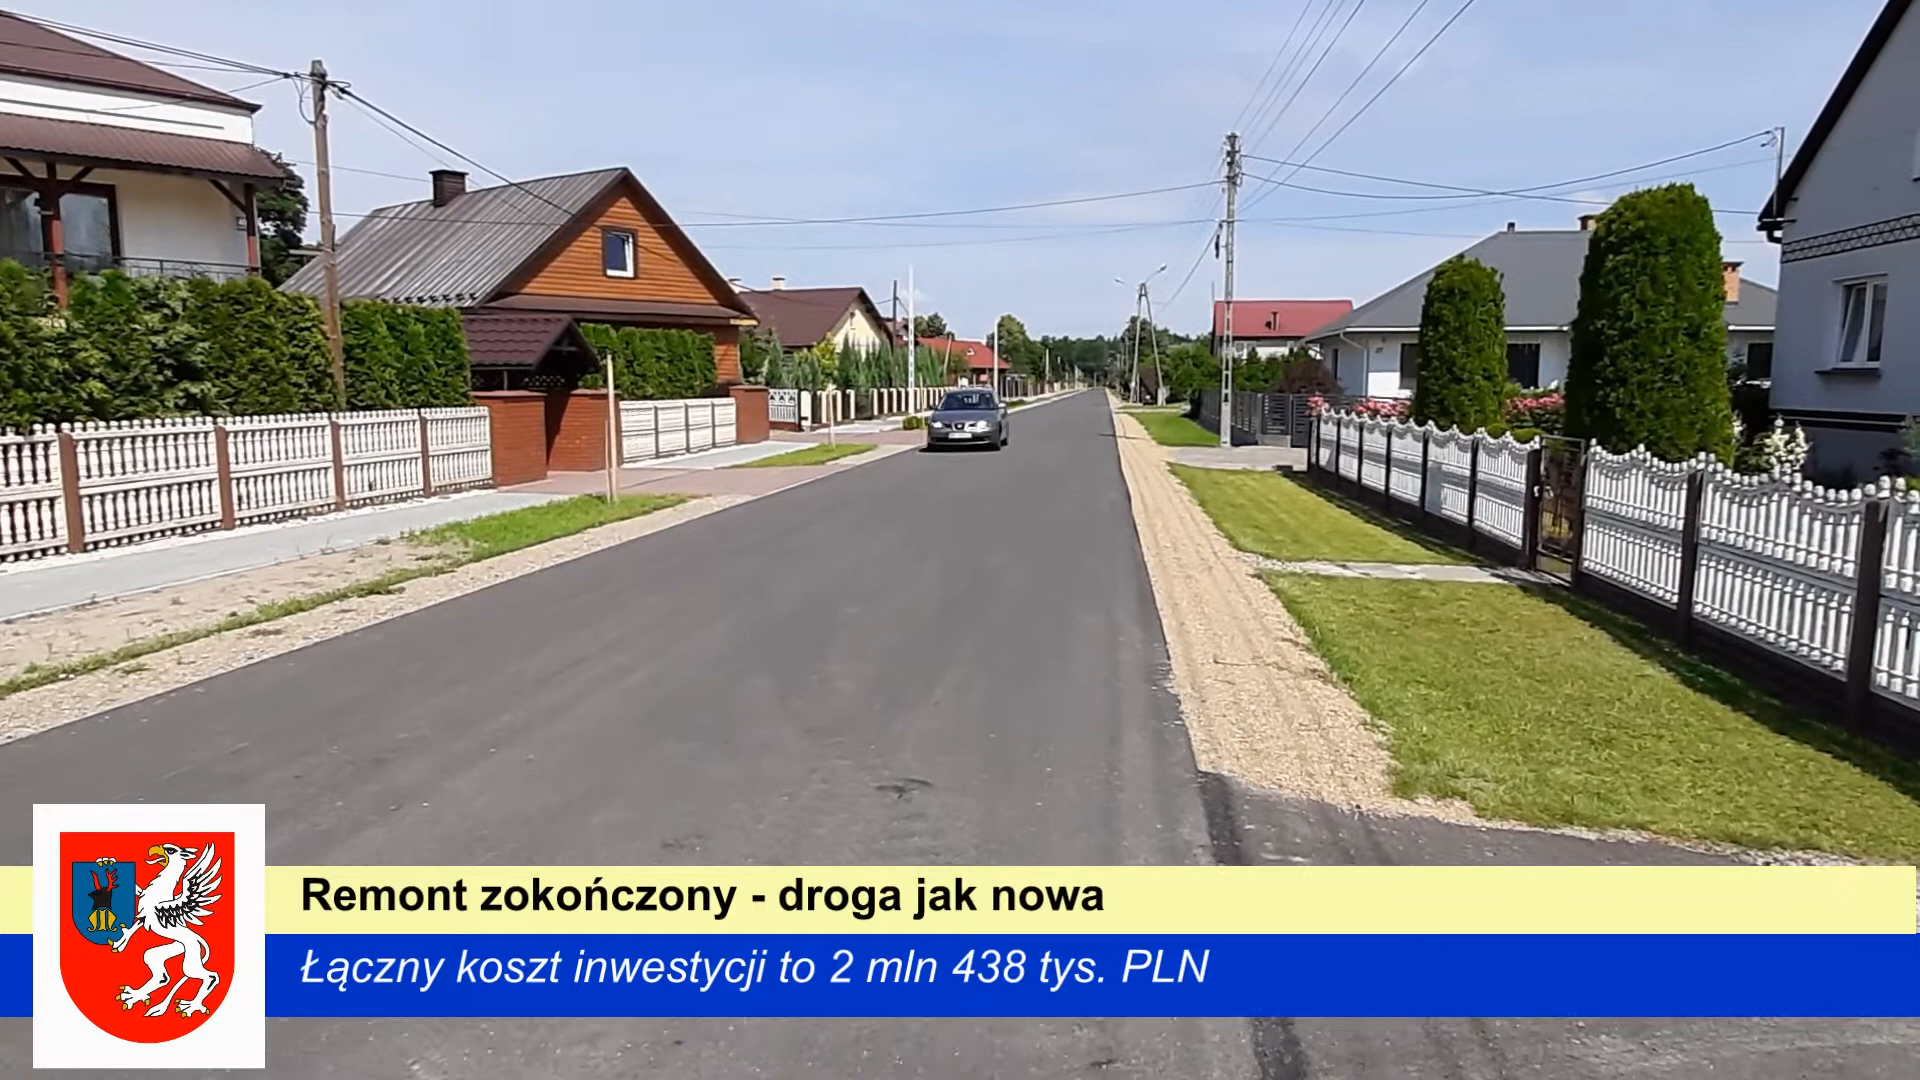 Remont zokończony - droga jak nowa
Łączny koszt inwestycji to 2 mln 438 tys. PLN